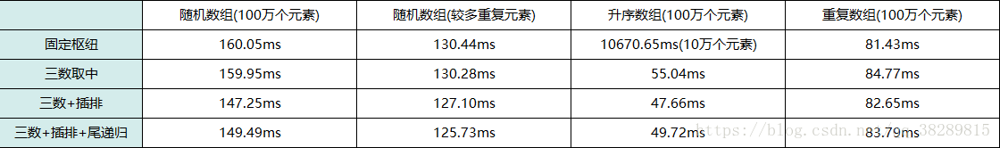 随机数组(100万个元素) 随机数组(较多重复元素) 升序数组(100万个元素) 重复数组(100万个元素)
固定枢纽 160.05ms 130.44ms 10670.65ms(10万个元素) 81.43ms
三数取中 159.95ms 130.28ms 55.04ms 84.77ms
三数+插排 147.25ms 127.10ms 47.66ms 82.65ms
三数+插排+尾递归 149.49ms 125.73ms 49.72ms 83.79ms